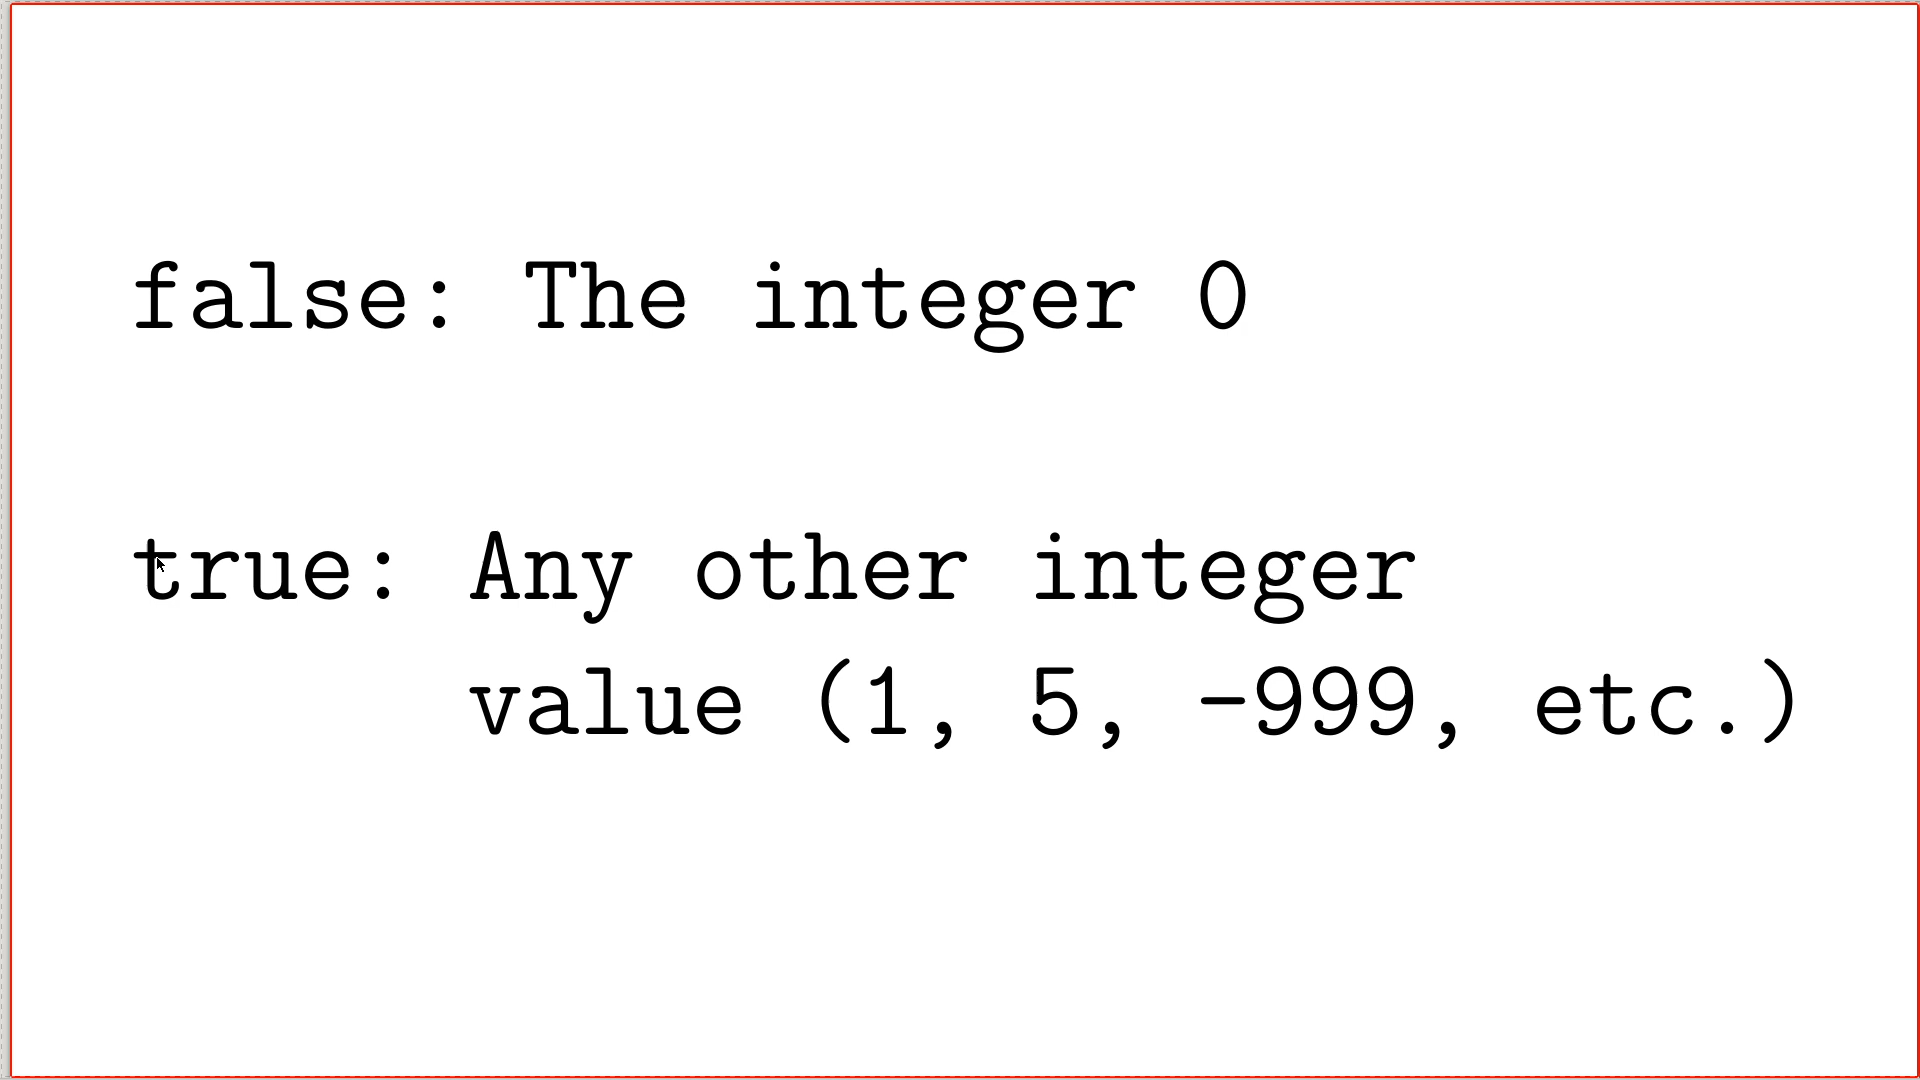 false: The integer 0
true: Any other integer
value (1, 5, -999, etc.)